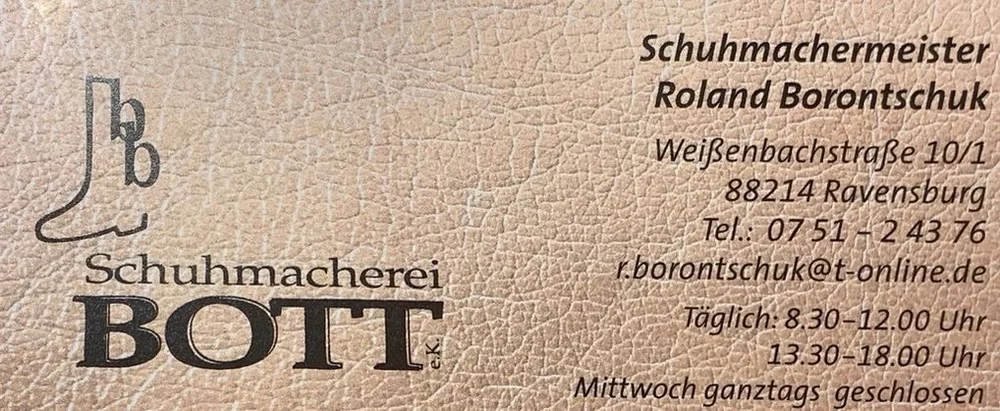 bb
Schuhmacherei
BOTT
e.K.
Schuhmachermeister
Roland Borontschuk
Weißenbachstraße 10/1
88214 Ravensburg
Tel.: 07 51 – 2 43 76
r.borontschuk@t-online.de
Täglich: 8.30–12.00 Uhr
13.30–18.00 Uhr
Mittwoch ganztags geschlossen